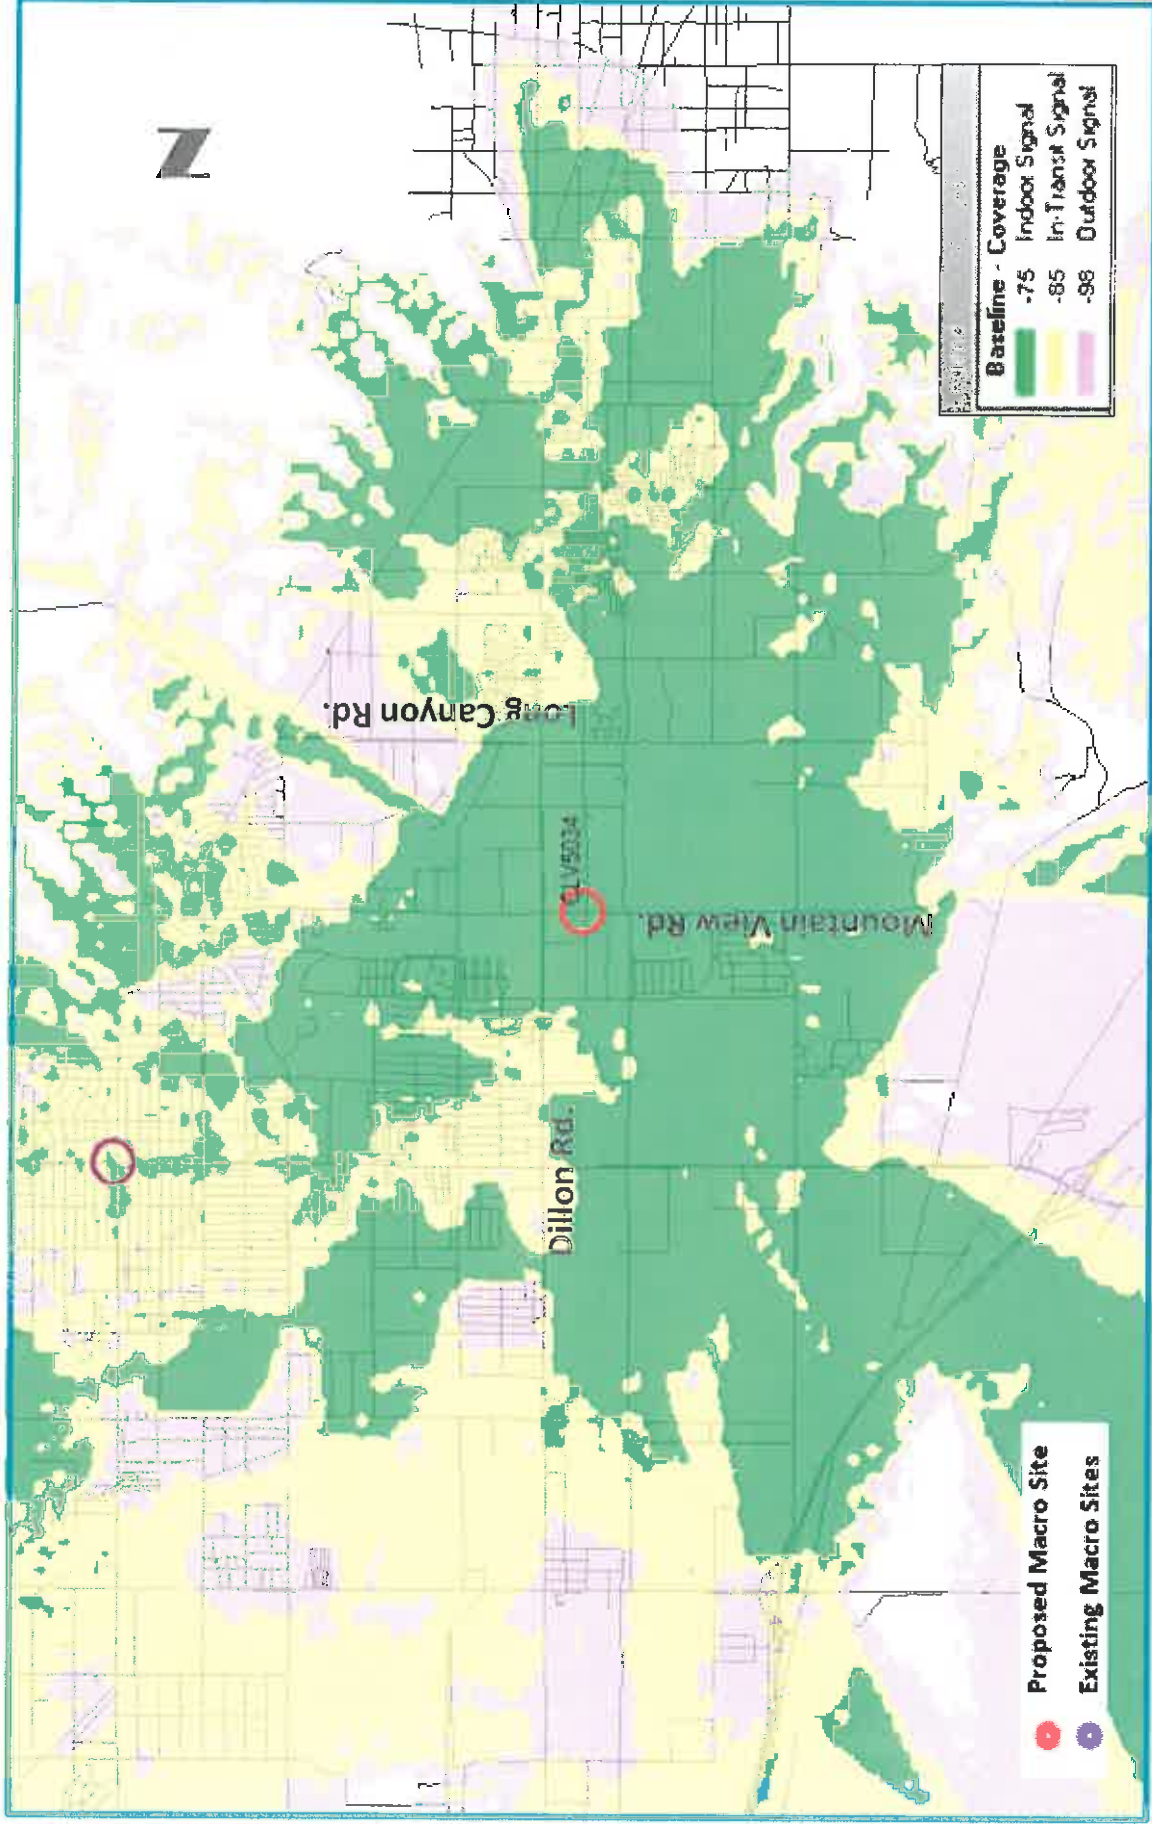 N
Long Canyon Rd.
CLV5034
Mountain View Rd.
Dillon Rd.
Baseline - Coverage
-75 Indoor Signal
-85 In-Transit Signal
-98 Outdoor Signal
Proposed Macro Site
Existing Macro Sites